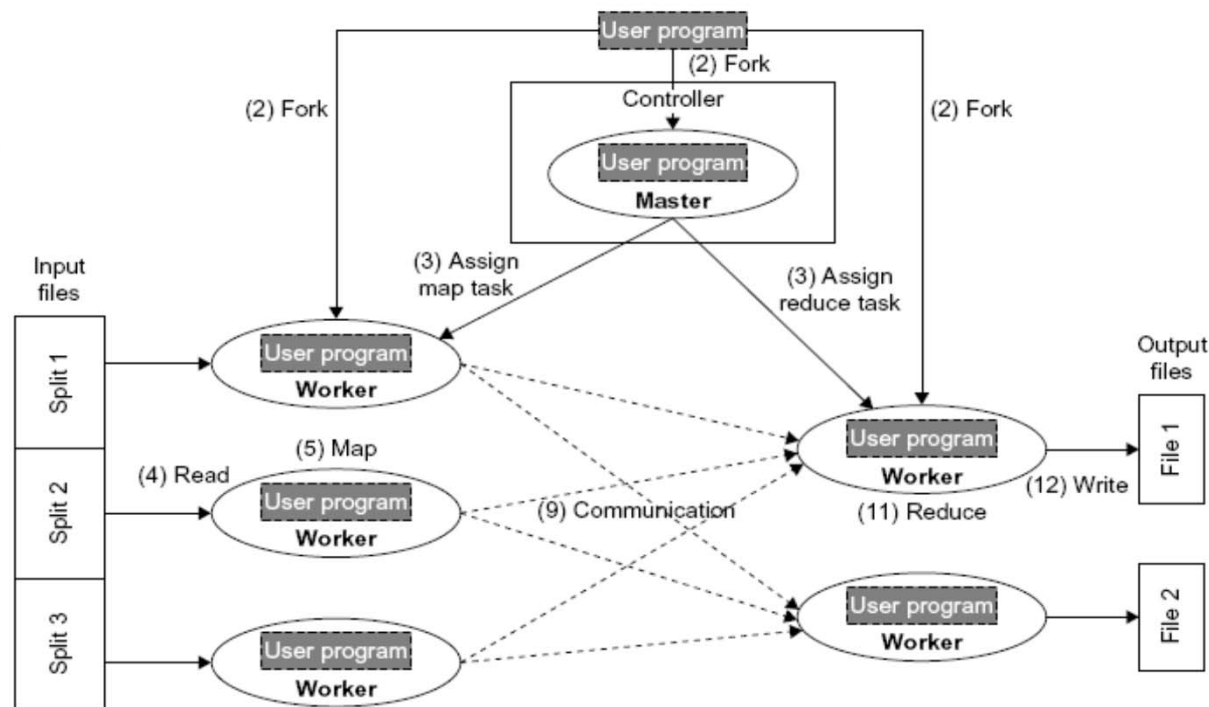 User program
(2) Fork
(2) Fork
(2) Fork
Controller
User program
Master
(3) Assign
map task
(3) Assign
reduce task
Input
files
Split 1
Split 2
Split 3
User program
Worker
(4) Read
(5) Map
User program
Worker
User program
Worker
(9) Communication
User program
Worker
(11) Reduce
(12) Write
User program
Worker
Output
files
File 1
File 2